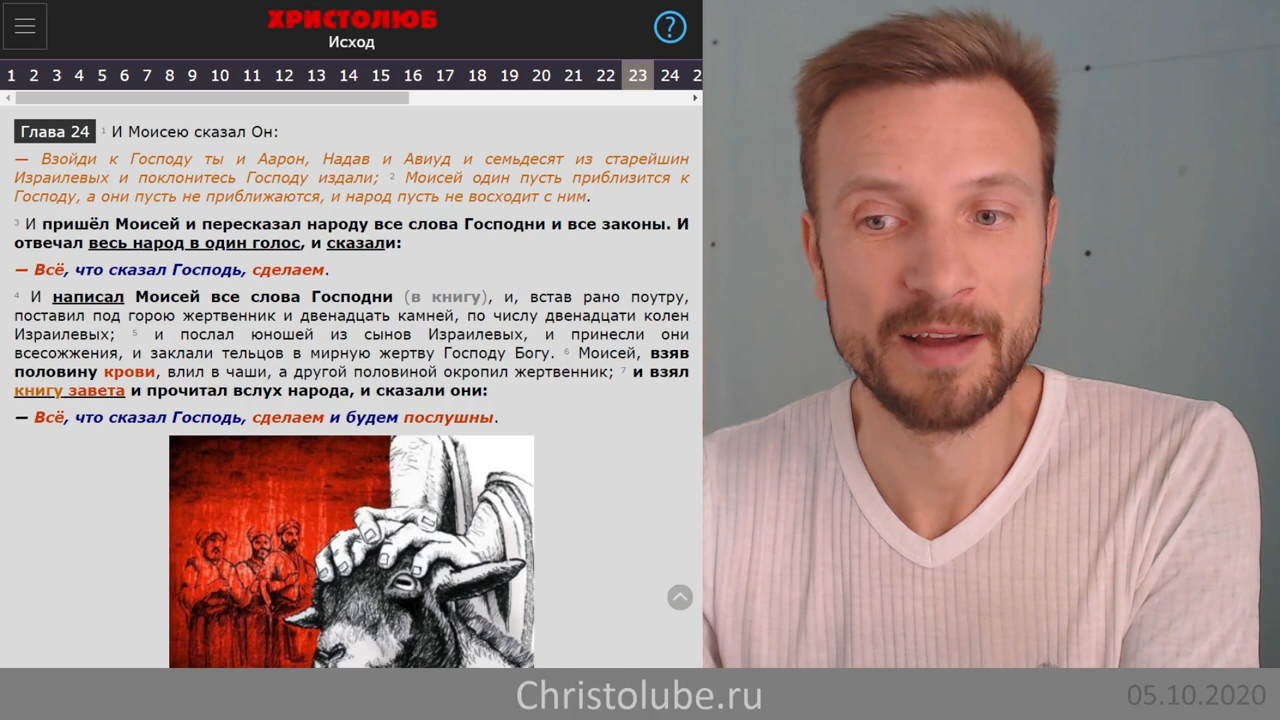 ХРИСТОЛЮБ
Исход
?
1 2 3 4 5 6 7 8 9 10 11 12 13 14 15 16 17 18 19 20 21 22 23 24 2
Глава 24 1 И Моисею сказал Он:
— Взойди к Господу ты и Аарон, Надав и Авиуд и семьдесят из старейшин
Израилевых и поклонитесь Господу издали; 2 Моисей один пусть приблизится к
Господу, а они пусть не приближаются, и народ пусть не восходит с ним.
3 И пришёл Моисей и пересказал народу все слова Господни и все законы. И
отвечал весь народ в один голос, и сказали:
— Всё, что сказал Господь, сделаем.
4 И написал Моисей все слова Господни (в книгу), и, встав рано поутру,
поставил под горою жертвенник и двенадцать камней, по числу двенадцати колен
Израилевых; 5 и послал юношей из сынов Израилевых, и принесли они
всесожжения, и заклали тельцов в мирную жертву Господу Богу. 6 Моисей, взяв
половину крови, влил в чаши, а другой половиной окропил жертвенник; 7 и взял
книгу завета и прочитал вслух народа, и сказали они:
— Всё, что сказал Господь, сделаем и будем послушны.
Christolube.ru
05.10.2020